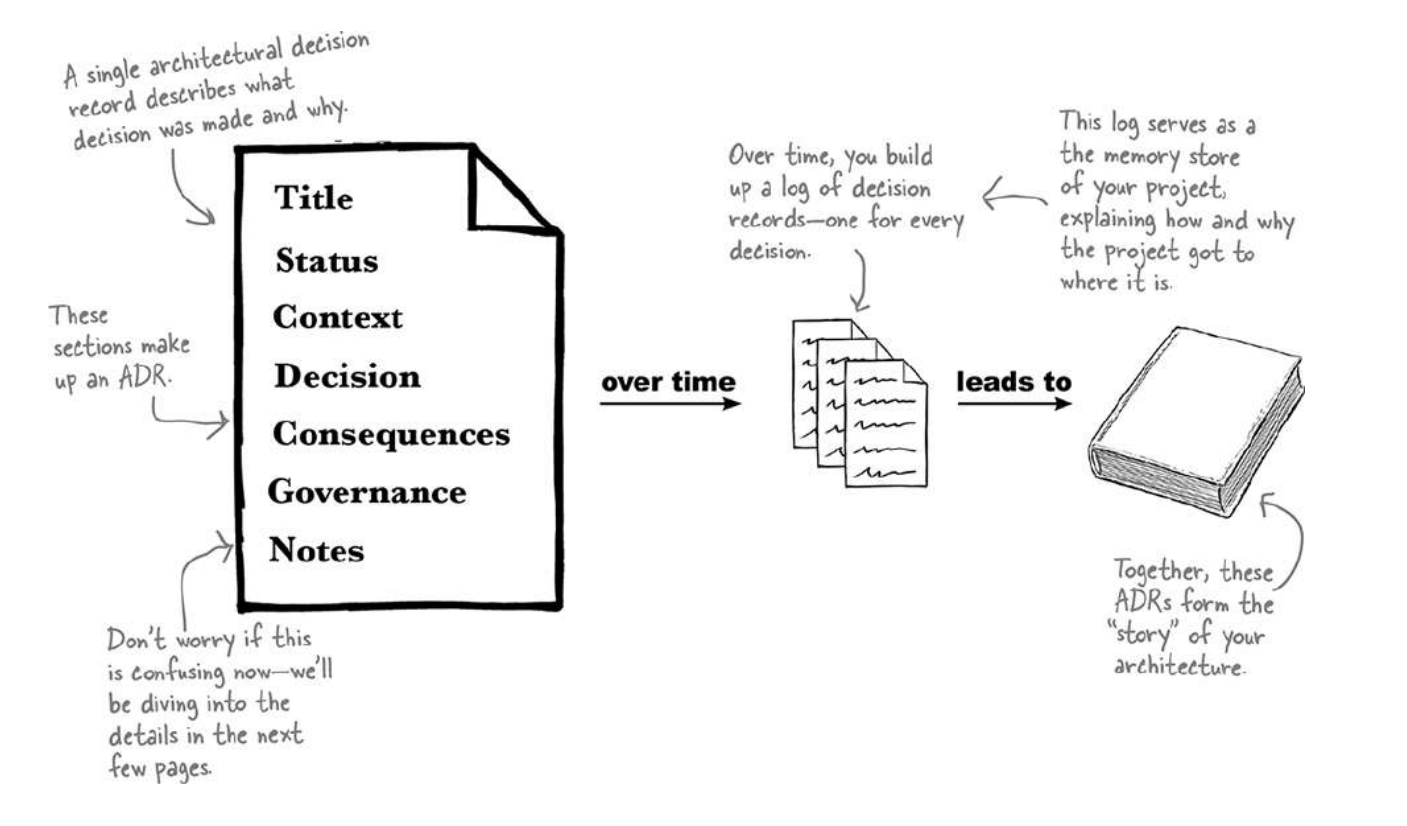 A single architectural decision
record describes what
decision was made and why.
Title
Status
Context
Decision
Consequences
Governance
Notes
These
sections make
up an ADR.
Don't worry if this
is confusing now—we'll
be diving into the
details in the next
few pages.
over time
Over time, you build
up a log of decision
records—one for every
decision.
leads to
This log serves as a
the memory store
of your project,
explaining how and why
the project got to
where it is.
Together, these
ADRs form the
"story" of your
architecture.